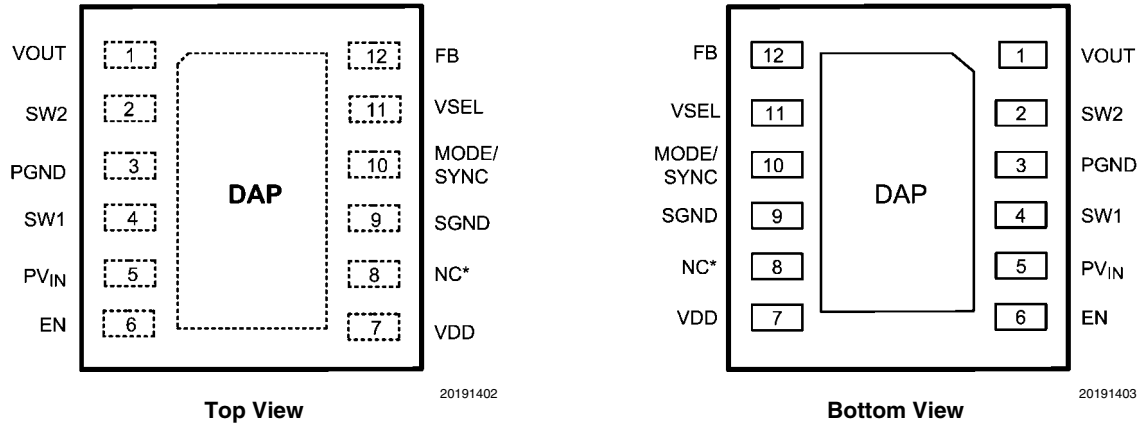 VOUT 1 12 FB
SW2 2 11 VSEL
PGND 3 10 MODE/
SYNC
SW1 4 DAP 9 SGND
PVIN 5 8 NC*
EN 6 7 VDD
20191402
Top View
FB 12 1 VOUT
VSEL 11 2 SW2
MODE/
SYNC 10 3 PGND
SGND 9 DAP 4 SW1
NC* 8 5 PVIN
VDD 7 6 EN
20191403
Bottom View